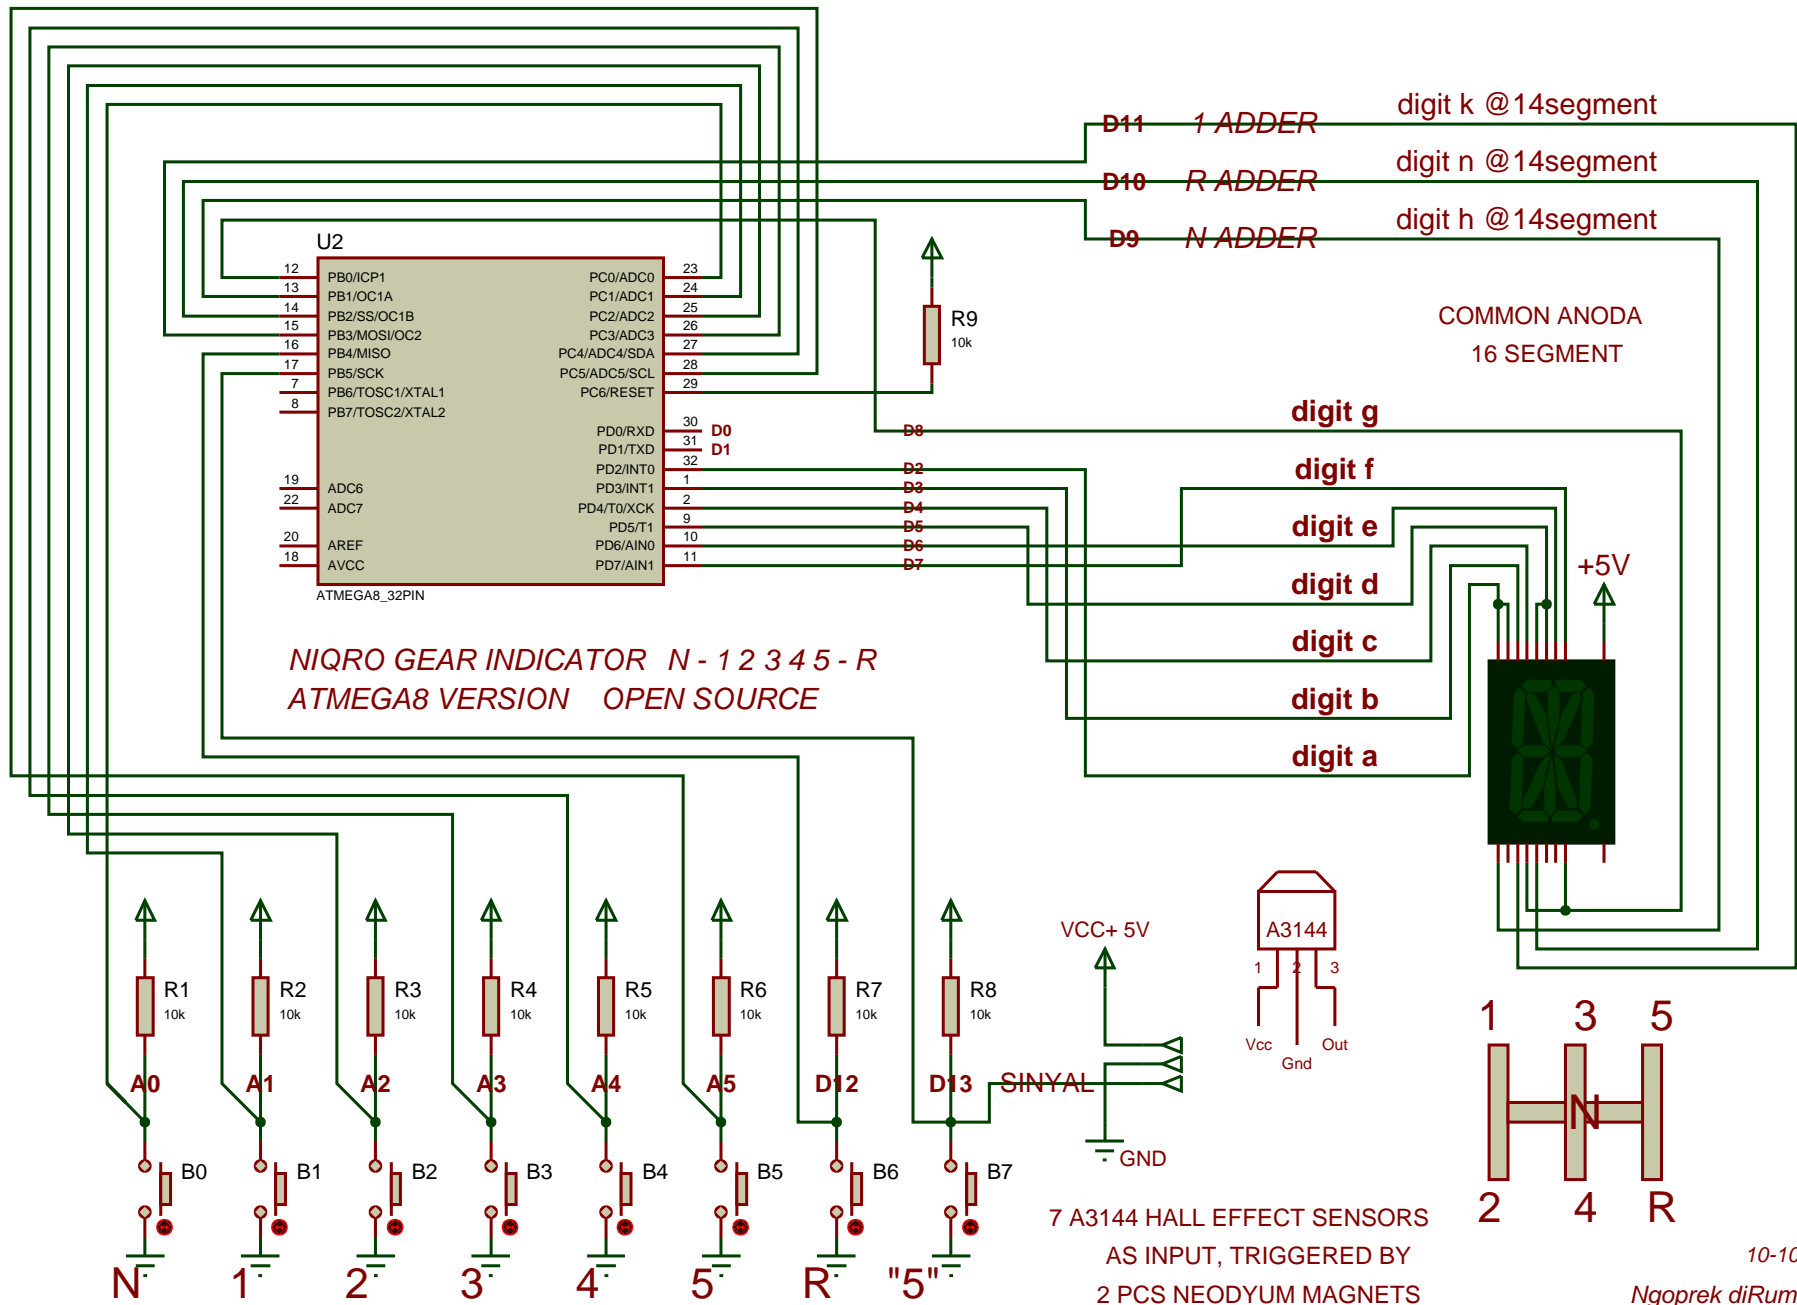 D11 1 ADDER digit k @14segment
D10 R ADDER digit n @14segment
D9 N ADDER digit h @14segment
COMMON ANODA
16 SEGMENT
U2
12 PB0/ICP1 PC0/ADC0 23
13 PB1/OC1A PC1/ADC1 24
14 PB2/SS/OC1B PC2/ADC2 25
15 PB3/MOSI/OC2 PC3/ADC3 26
16 PB4/MISO PC4/ADC4/SDA 27
17 PB5/SCK PC5/ADC5/SCL 28
7 PB6/TOSC1/XTAL1 PC6/RESET 29
8 PB7/TOSC2/XTAL2
PD0/RXD 30 D0
PD1/TXD 31 D1
PD2/INT0 32 D2
19 ADC6 PD3/INT1 1 D3
22 ADC7 PD4/T0/XCK 2 D4
PD5/T1 9 D5
20 AREF PD6/AIN0 10 D6
18 AVCC PD7/AIN1 11 D7
ATMEGA8_32PIN
R9
10k
D8
digit g
digit f
digit e
digit d
digit c
digit b
digit a
+5V
NIQRO GEAR INDICATOR N - 1 2 3 4 5 - R
ATMEGA8 VERSION OPEN SOURCE
R1 R2 R3 R4 R5 R6 R7 R8
10k 10k 10k 10k 10k 10k 10k 10k
A0 A1 A2 A3 A4 A5 D12 D13 SINYAL
B0 B1 B2 B3 B4 B5 B6 B7
N 1 2 3 4 5 R "5"
VCC+ 5V
GND
A3144
1 2 3
Vcc Gnd Out
1 3 5
N
2 4 R
7 A3144 HALL EFFECT SENSORS
AS INPUT, TRIGGERED BY
2 PCS NEODYUM MAGNETS
10-10
Ngoprek diRum